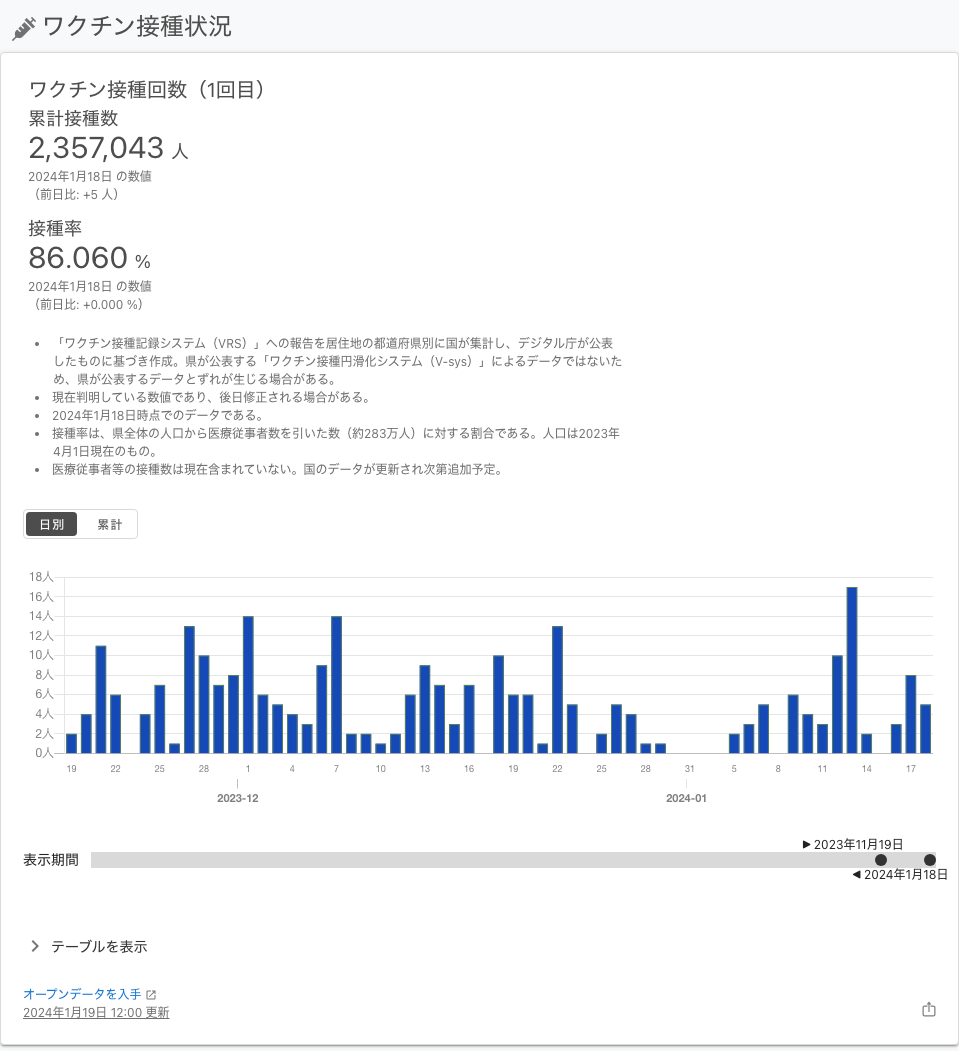 ワクチン接種状況
ワクチン接種回数（1回目）
累計接種数
2,357,043 人
2024年1月18日 の数値
（前日比: +5 人）
接種率
86.060 %
2024年1月18日 の数値
（前日比: +0.000 %）
• 「ワクチン接種記録システム（VRS）」への報告を居住地の都道府県別に国が集計し、デジタル庁が公表
したものに基づき作成。県が公表する「ワクチン接種円滑化システム（V-sys）」によるデータではないた
め、県が公表するデータとずれが生じる場合がある。
• 現在判明している数値であり、後日修正される場合がある。
• 2024年1月18日時点でのデータである。
• 接種率は、県全体の人口から医療従事者数を引いた数（約283万人）に対する割合である。人口は2023年
4月1日現在のもの。
• 医療従事者等の接種数は現在含まれていない。国のデータが更新され次第追加予定。
日別 累計
18人
16人
14人
12人
10人
8人
6人
4人
2人
0人
19 22 25 28 1 4 7 10 13 16 19 22 25 28 31 5 8 11 14 17
2023-12 2024-01
▶ 2023年11月19日
表示期間
◀ 2024年1月18日
テーブルを表示
オープンデータを入手
2024年1月19日 12:00 更新